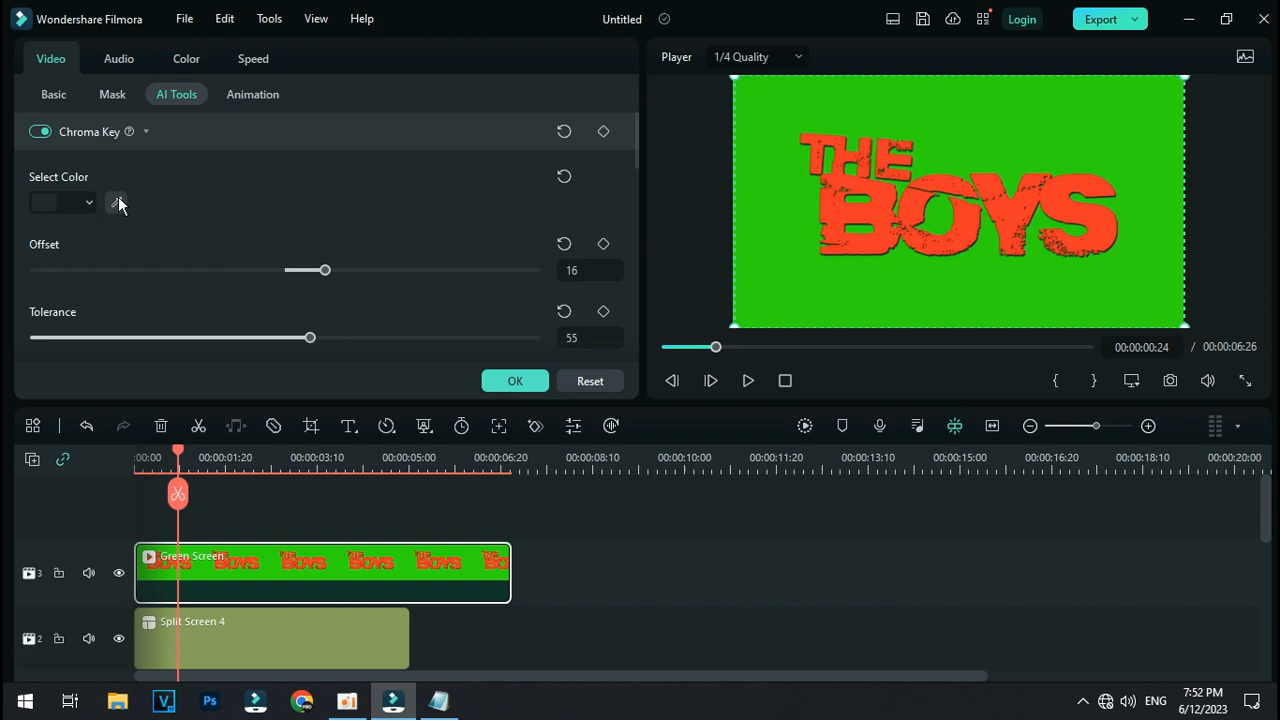 Wondershare Filmora
File
Edit
Tools
View
Help
Untitled
Login
Export
Video
Audio
Color
Speed
Player
1/4 Quality
Basic
Mask
AI Tools
Animation
Chroma Key
Select Color
Offset
16
Tolerance
55
OK
Reset
THE
BOYS
00:00:00:24 / 00:00:06:26
:00:00
00:00:01:20
00:00:03:10
00:00:05:00
00:00:06:20
00:00:08:10
00:00:10:00
00:00:11:20
00:00:13:10
00:00:15:00
00:00:16:20
00:00:18:10
00:00:20:00
3
Green Screen
2
Split Screen 4
ENG
7:52 PM
6/12/2023